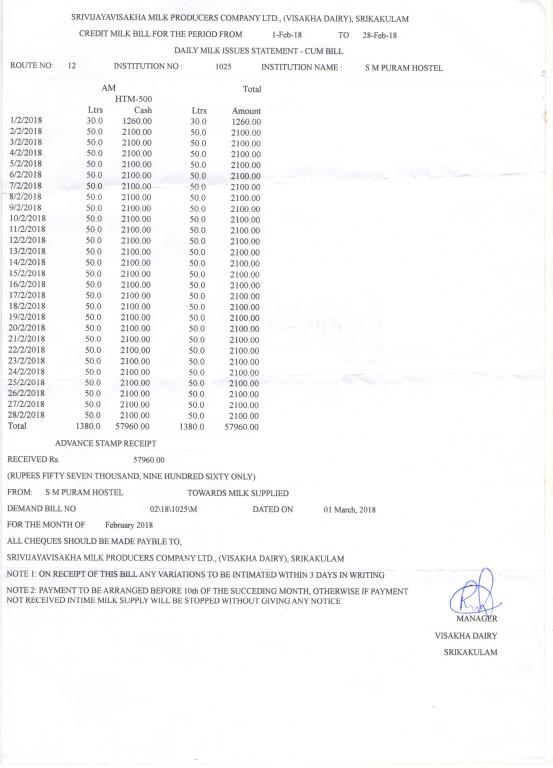 SRIVIJAYAVISAKHA MILK PRODUCERS COMPANY LTD., (VISAKHA DAIRY), SRIKAKULAM
CREDIT MILK BILL FOR THE PERIOD FROM 1-Feb-18 TO 28-Feb-18
DAILY MILK ISSUES STATEMENT - CUM BILL
ROUTE NO: 12 INSTITUTION NO : 1025 INSTITUTION NAME : S M PURAM HOSTEL
AM Total
HTM-500
Ltrs Cash Ltrs Amount
1/2/2018 30.0 1260.00 30.0 1260.00
2/2/2018 50.0 2100.00 50.0 2100.00
3/2/2018 50.0 2100.00 50.0 2100.00
4/2/2018 50.0 2100.00 50.0 2100.00
5/2/2018 50.0 2100.00 50.0 2100.00
6/2/2018 50.0 2100.00 50.0 2100.00
7/2/2018 50.0 2100.00 50.0 2100.00
8/2/2018 50.0 2100.00 50.0 2100.00
9/2/2018 50.0 2100.00 50.0 2100.00
10/2/2018 50.0 2100.00 50.0 2100.00
11/2/2018 50.0 2100.00 50.0 2100.00
12/2/2018 50.0 2100.00 50.0 2100.00
13/2/2018 50.0 2100.00 50.0 2100.00
14/2/2018 50.0 2100.00 50.0 2100.00
15/2/2018 50.0 2100.00 50.0 2100.00
16/2/2018 50.0 2100.00 50.0 2100.00
17/2/2018 50.0 2100.00 50.0 2100.00
18/2/2018 50.0 2100.00 50.0 2100.00
19/2/2018 50.0 2100.00 50.0 2100.00
20/2/2018 50.0 2100.00 50.0 2100.00
21/2/2018 50.0 2100.00 50.0 2100.00
22/2/2018 50.0 2100.00 50.0 2100.00
23/2/2018 50.0 2100.00 50.0 2100.00
24/2/2018 50.0 2100.00 50.0 2100.00
25/2/2018 50.0 2100.00 50.0 2100.00
26/2/2018 50.0 2100.00 50.0 2100.00
27/2/2018 50.0 2100.00 50.0 2100.00
28/2/2018 50.0 2100.00 50.0 2100.00
Total 1380.0 57960.00 1380.0 57960.00
ADVANCE STAMP RECEIPT
RECEIVED Rs. 57960.00
(RUPEES FIFTY SEVEN THOUSAND, NINE HUNDRED SIXTY ONLY)
FROM: S M PURAM HOSTEL TOWARDS MILK SUPPLIED
DEMAND BILL NO 02\18\1025\M DATED ON 01 March, 2018
FOR THE MONTH OF February 2018
ALL CHEQUES SHOULD BE MADE PAYBLE TO,
SRIVIJAYAVISAKHA MILK PRODUCERS COMPANY LTD., (VISAKHA DAIRY), SRIKAKULAM
NOTE 1: ON RECEIPT OF THIS BILL ANY VARIATIONS TO BE INTIMATED WITHIN 3 DAYS IN WRITING
NOTE 2: PAYMENT TO BE ARRANGED BEFORE 10th OF THE SUCCEDING MONTH, OTHERWISE IF PAYMENT
NOT RECEIVED INTIME MILK SUPPLY WILL BE STOPPED WITHOUT GIVING ANY NOTICE
MANAGER
VISAKHA DAIRY
SRIKAKULAM